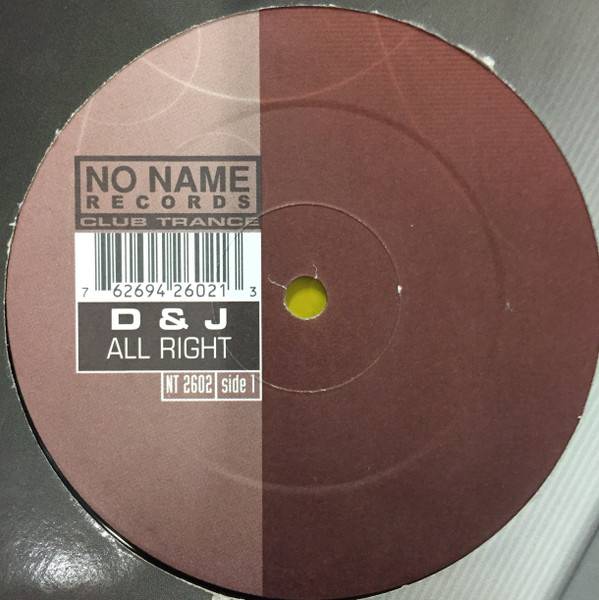 NO NAME
RECORDS
CLUB TRANCE
7 62694 26021 3
D & J
ALL RIGHT
NT 2602 side 1